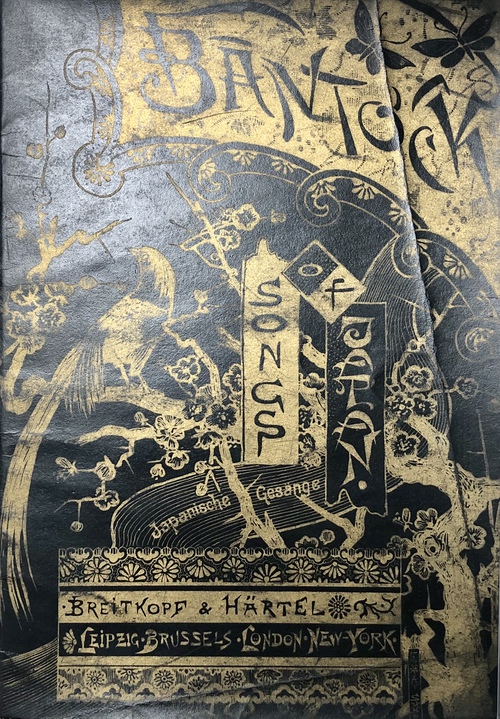 BANTOCK
SONGS
of
JAPAN
Japanische Gesänge
·BREITKOPF & HÄRTEL
LEIPZIG·BRUSSELS·LONDON·NEW-YORK·